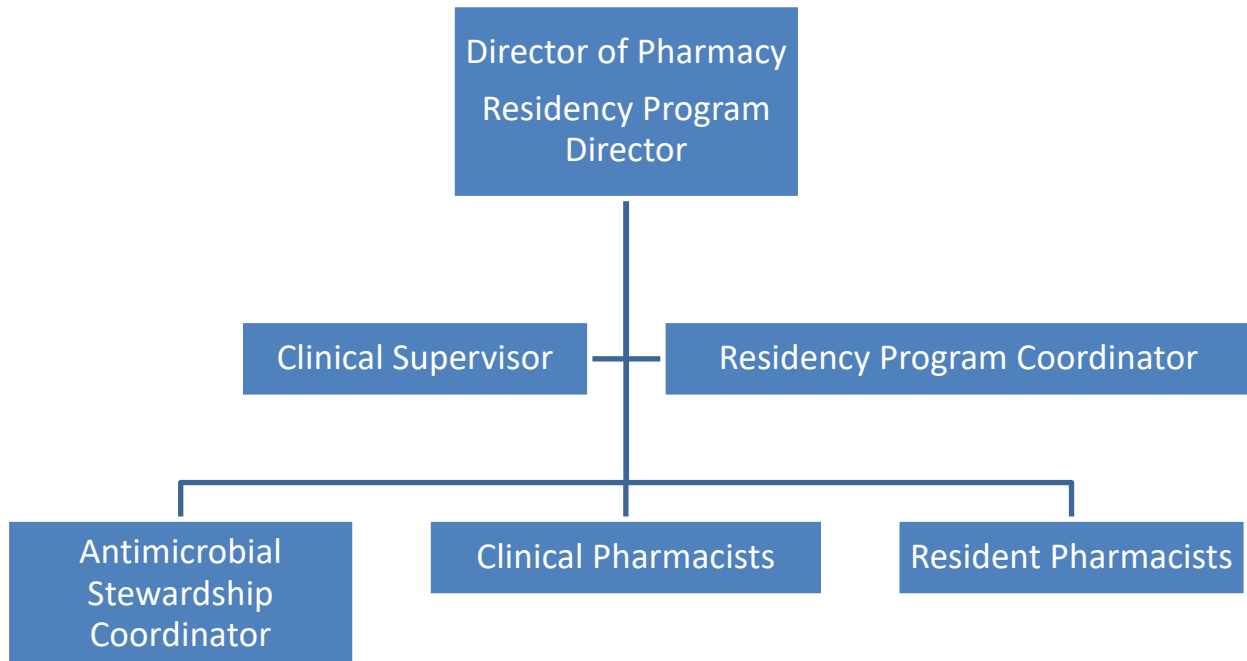 Director of Pharmacy
Residency Program
Director
Clinical Supervisor
Residency Program Coordinator
Antimicrobial
Stewardship
Coordinator
Clinical Pharmacists
Resident Pharmacists